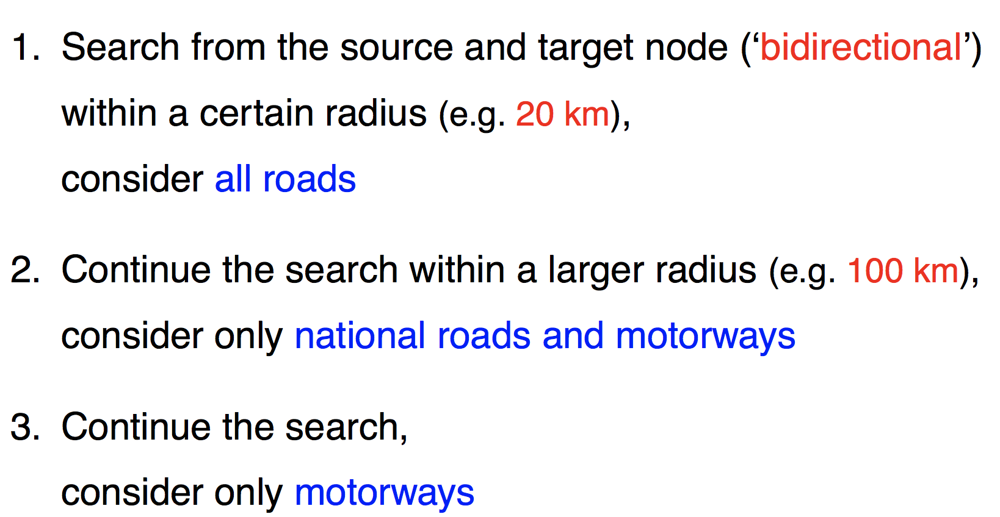 1. Search from the source and target node (‘bidirectional’)
within a certain radius (e.g. 20 km),
consider all roads
2. Continue the search within a larger radius (e.g. 100 km),
consider only national roads and motorways
3. Continue the search,
consider only motorways